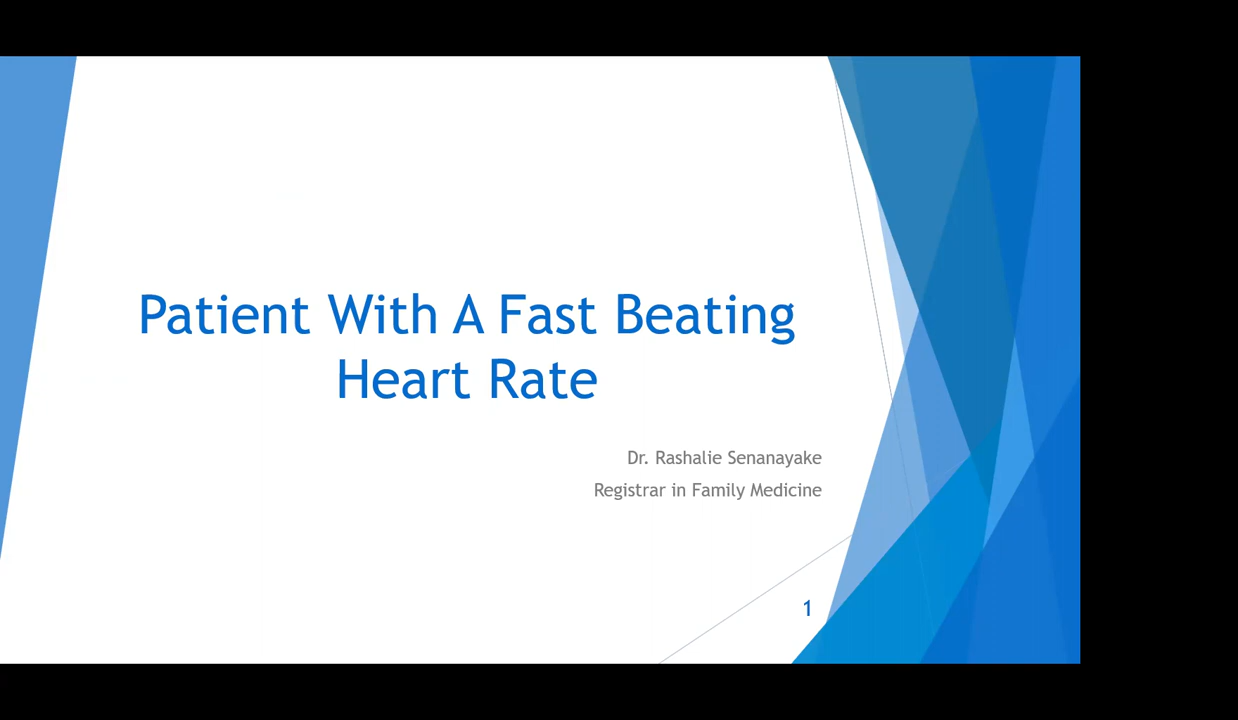 Patient With A Fast Beating
Heart Rate
Dr. Rashalie Senanayake
Registrar in Family Medicine
1